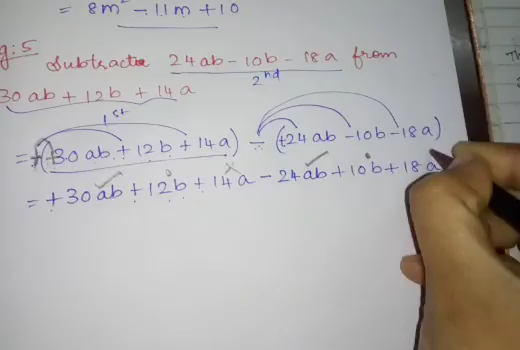 = 8m² - 11m + 10
g:5 Subtract 24ab - 10b - 18a from
2nd
30ab + 12b + 14a
1st
= +(+30ab + 12b + 14a) - (+24ab - 10b - 18a)
= +30ab + 12b + 14a - 24ab + 10b + 18a